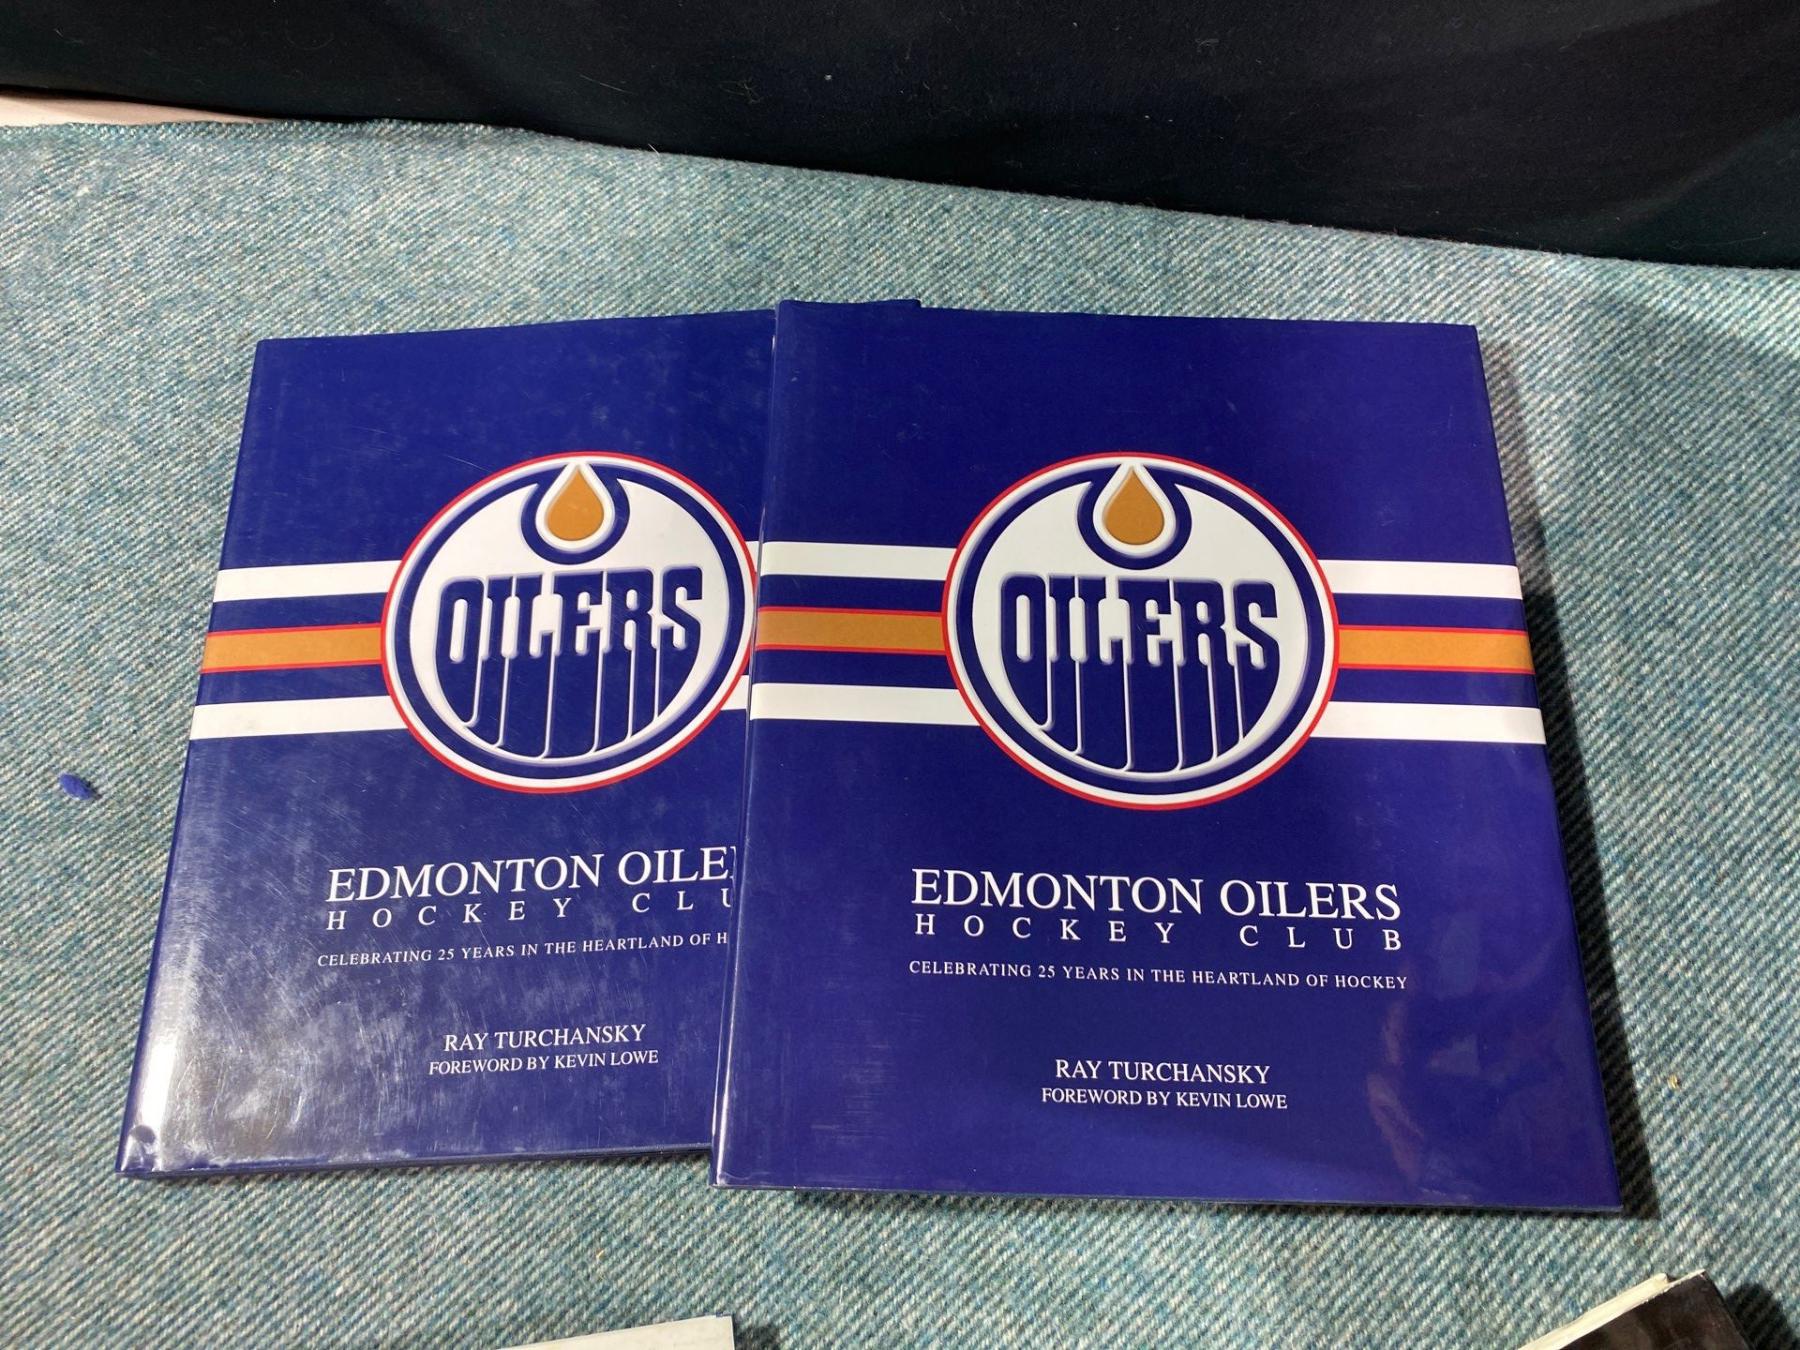 OILERS
EDMONTON OILE
HOCKEY CLU
CELEBRATING 25 YEARS IN THE HEARTLAND OF H
RAY TURCHANSKY
FOREWORD BY KEVIN LOWE
OILERS
EDMONTON OILERS
HOCKEY CLUB
CELEBRATING 25 YEARS IN THE HEARTLAND OF HOCKEY
RAY TURCHANSKY
FOREWORD BY KEVIN LOWE